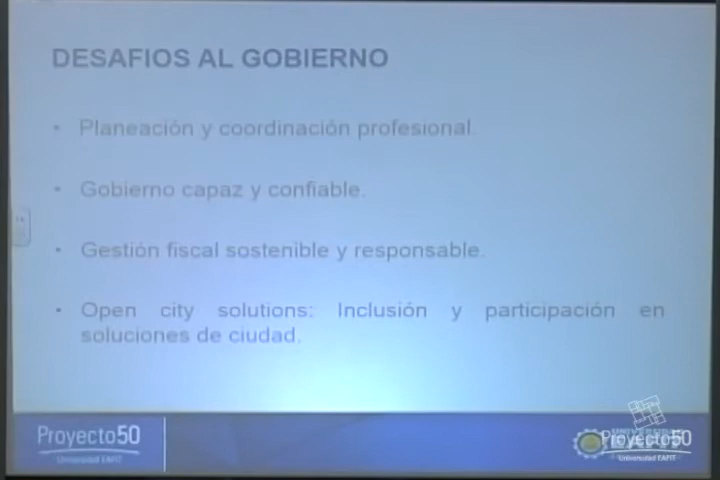 DESAFIOS AL GOBIERNO
• Planeación y coordinación profesional.
• Gobierno capaz y confiable.
• Gestión fiscal sostenible y responsable.
• Open city solutions: Inclusión y participación en
soluciones de ciudad.
Proyecto50
Universidad EAFIT
Proyecto50
Universidad EAFIT